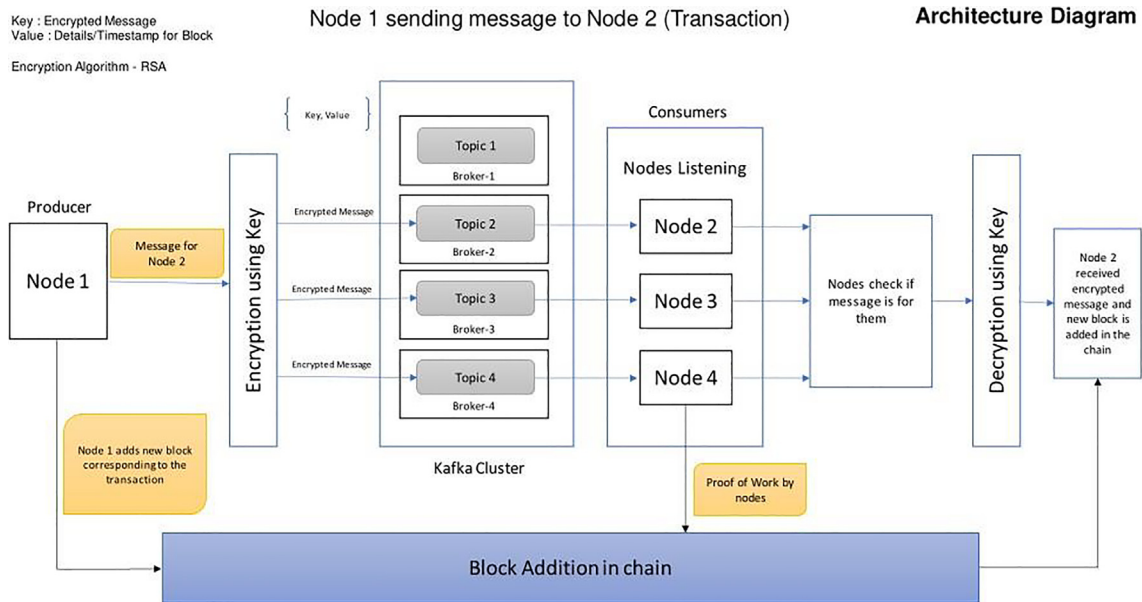 Key : Encrypted Message
Value : Details/Timestamp for Block
Encryption Algorithm - RSA
Node 1 sending message to Node 2 (Transaction)
Architecture Diagram
Key, Value
Producer
Node 1
Message for
Node 2
Encryption using Key
Encrypted Message
Encrypted Message
Encrypted Message
Topic 1
Broker-1
Topic 2
Broker-2
Topic 3
Broker-3
Topic 4
Broker-4
Kafka Cluster
Consumers
Nodes Listening
Node 2
Node 3
Node 4
Nodes check if
message is for
them
Decryption using Key
Node 2
received
encrypted
message and
new block is
added in the
chain
Node 1 adds new block
corresponding to the
transaction
Proof of Work by
nodes
Block Addition in chain